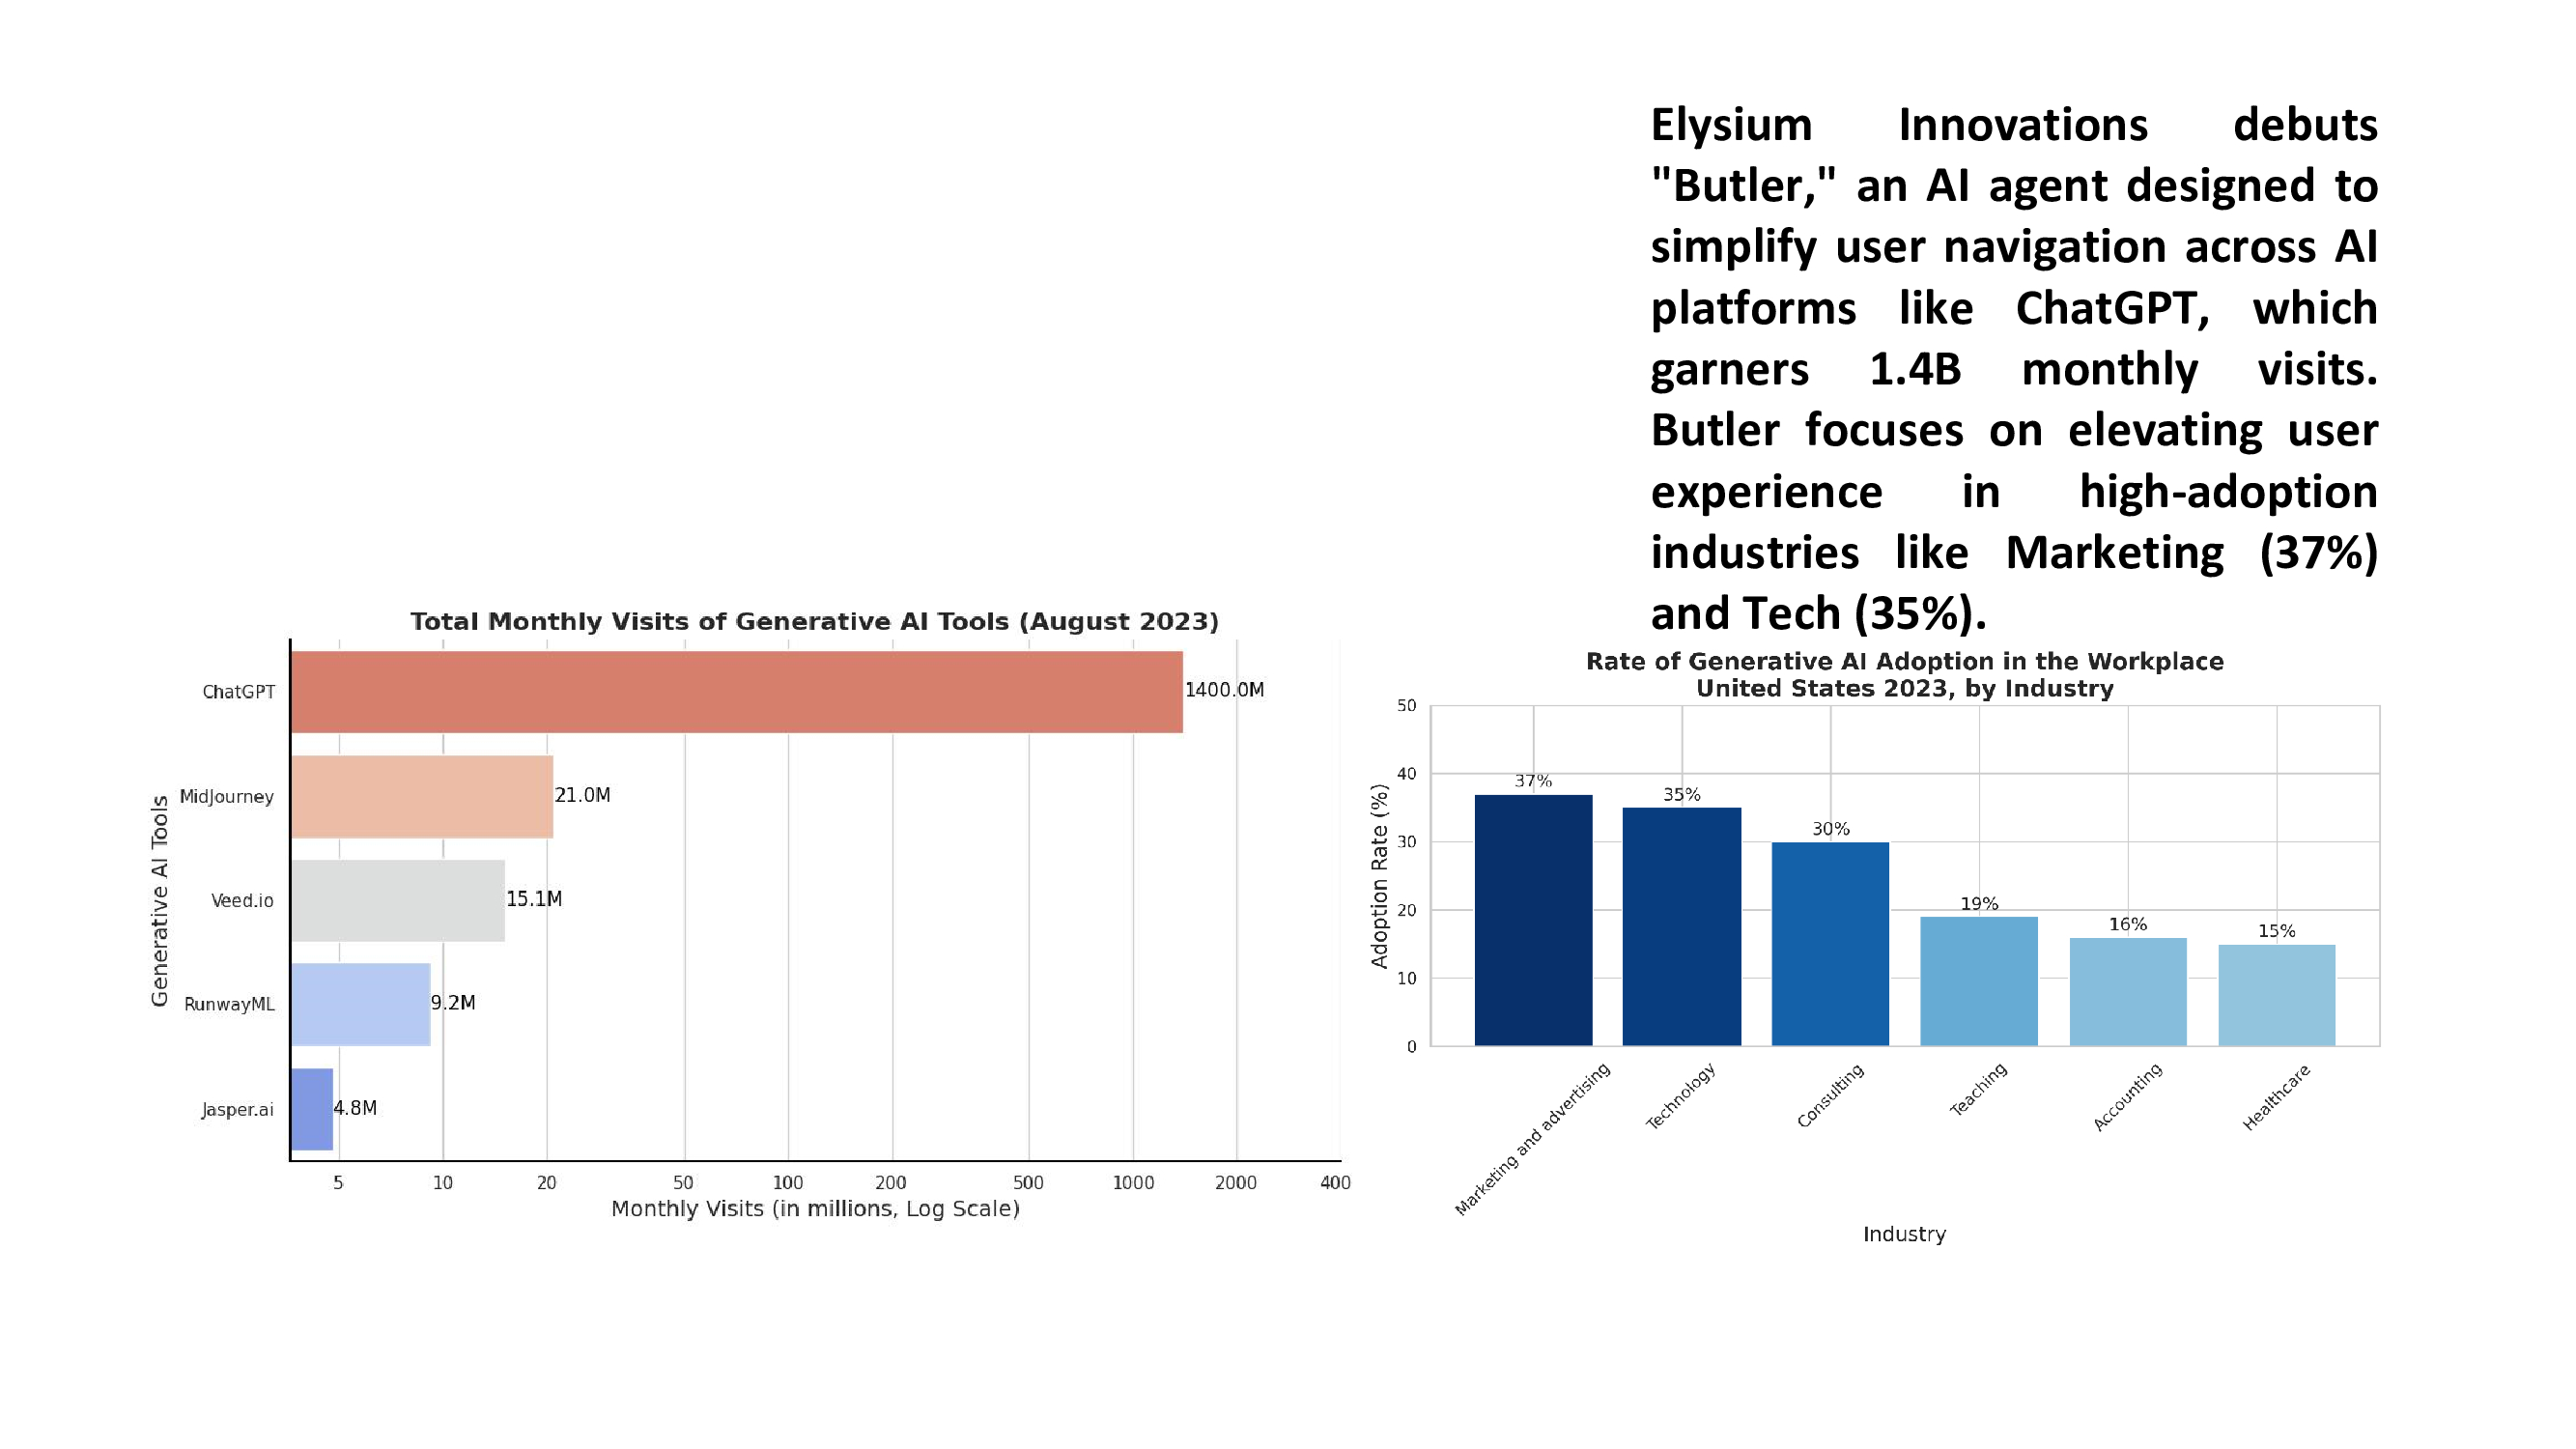 Elysium Innovations debuts
"Butler," an AI agent designed to
simplify user navigation across AI
platforms like ChatGPT, which
garners 1.4B monthly visits.
Butler focuses on elevating user
experience in high-adoption
industries like Marketing (37%)
and Tech (35%).
Total Monthly Visits of Generative AI Tools (August 2023)
Generative AI Tools
ChatGPT
1400.0M
MidJourney
21.0M
Veed.io
15.1M
RunwayML
9.2M
Jasper.ai
4.8M
5 10 20 50 100 200 500 1000 2000 400
Monthly Visits (in millions, Log Scale)
Rate of Generative AI Adoption in the Workplace
United States 2023, by Industry
Adoption Rate (%)
50
40
30
20
10
0
37%
35%
30%
19%
16%
15%
Marketing and advertising
Technology
Consulting
Teaching
Accounting
Healthcare
Industry